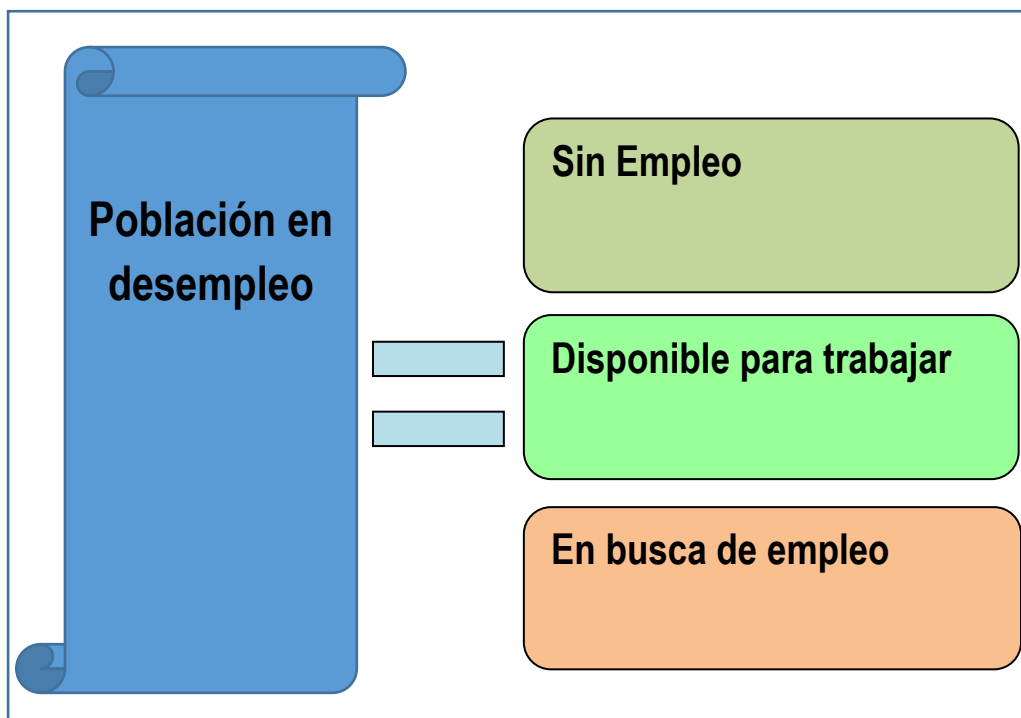 Población en
desempleo
Sin Empleo
Disponible para trabajar
En busca de empleo